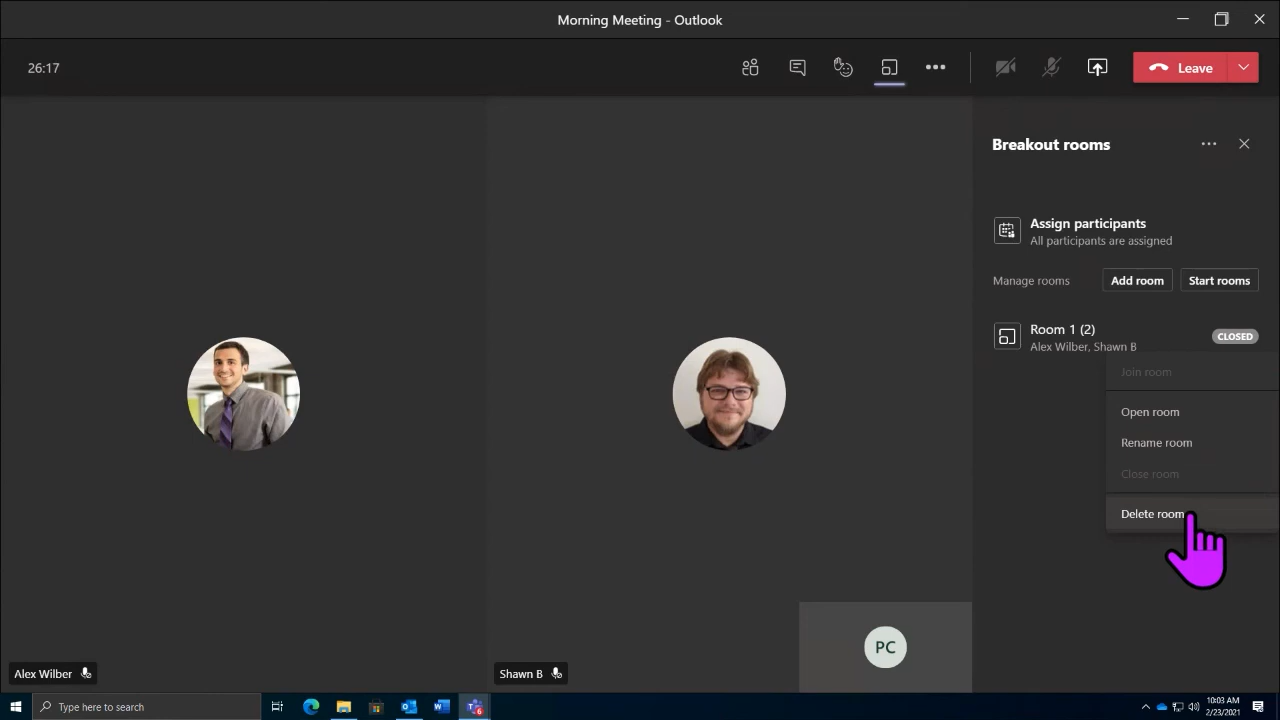 Morning Meeting - Outlook
26:17
Leave
Breakout rooms
Assign participants
All participants are assigned
Manage rooms
Add room
Start rooms
Room 1 (2)
CLOSED
Alex Wilber, Shawn B
Join room
Open room
Rename room
Close room
Delete room
PC
Alex Wilber
Shawn B
Type here to search
6
10:03 AM
2/23/2021